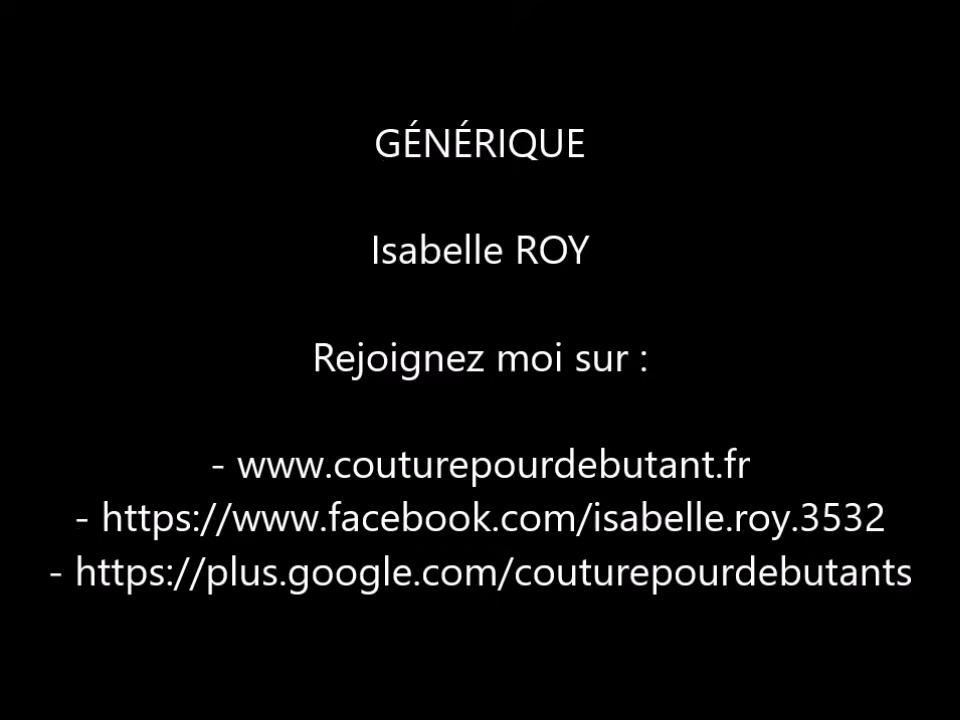 GÉNÉRIQUE
Isabelle ROY
Rejoignez moi sur :
- www.couturepourdebutant.fr
- https://www.facebook.com/isabelle.roy.3532
- https://plus.google.com/couturepourdebutants